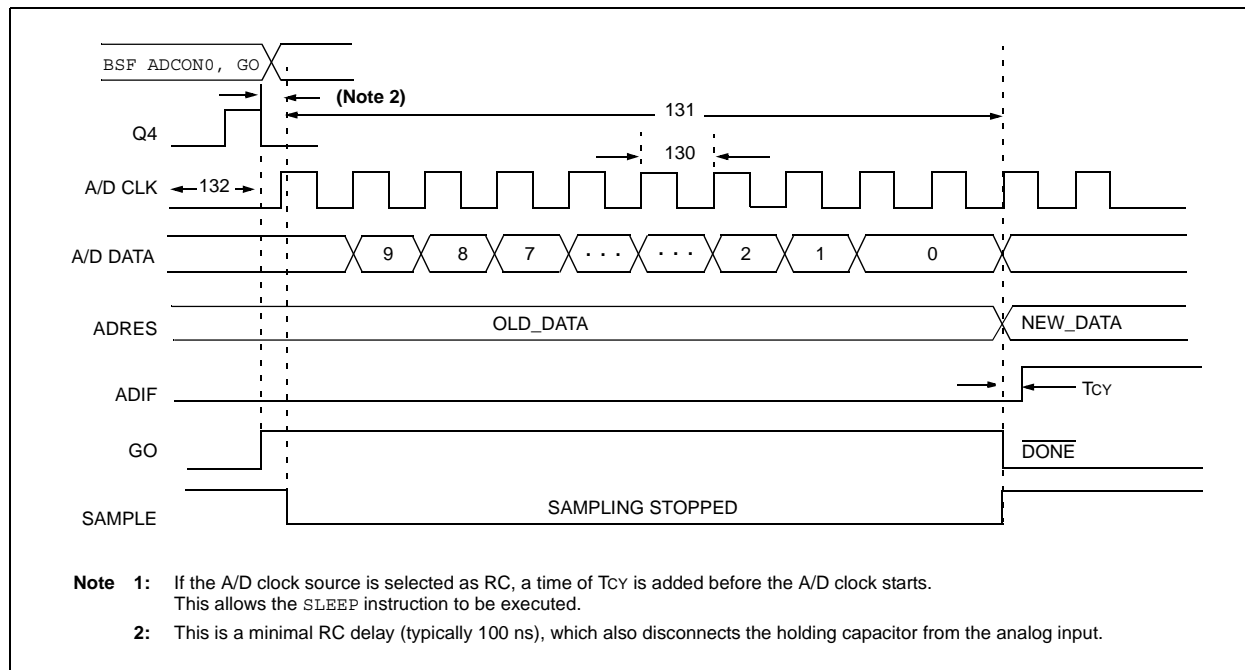 BSF ADCON0, GO
(Note 2)
131
Q4
130
A/D CLK
132
A/D DATA
9 8 7 . . . . . . 2 1 0
ADRES
OLD_DATA
NEW_DATA
ADIF
TCY
GO
DONE
SAMPLE
SAMPLING STOPPED
Note 1: If the A/D clock source is selected as RC, a time of TCY is added before the A/D clock starts.
This allows the SLEEP instruction to be executed.
2: This is a minimal RC delay (typically 100 ns), which also disconnects the holding capacitor from the analog input.